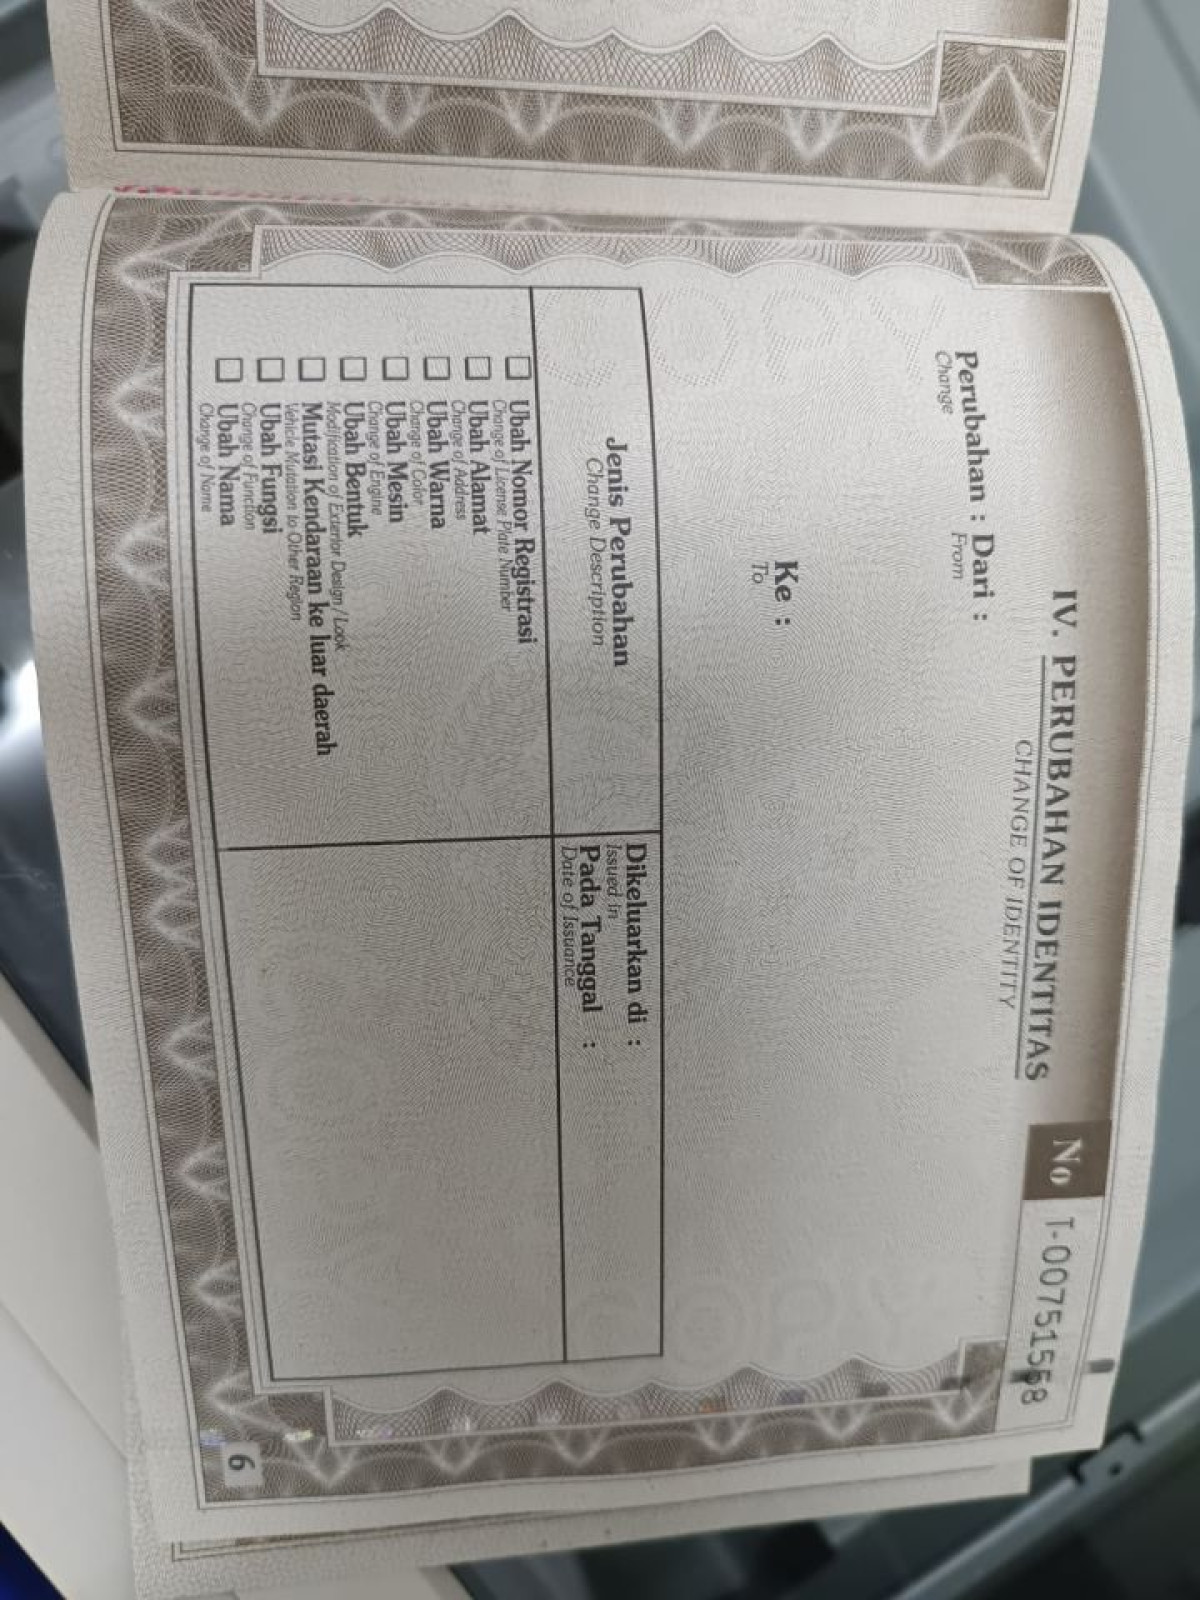 IV. PERUBAHAN IDENTITAS
CHANGE OF IDENTITY
No T-00751558
Perubahan : Dari :
Change From
Ke :
To
Jenis Perubahan
Change Description
Dikeluarkan di :
Issued In
Pada Tanggal :
Date of Issuance
Ubah Nomor Registrasi
Change of License Plate Number
Ubah Alamat
Change of Address
Ubah Warna
Change of Color
Ubah Mesin
Change of Engine
Ubah Bentuk
Modification of Exterior Design / Look
Mutasi Kendaraan ke luar daerah
Vehicle Mutation to Other Region
Ubah Fungsi
Change of Function
Ubah Nama
Change of Name
6